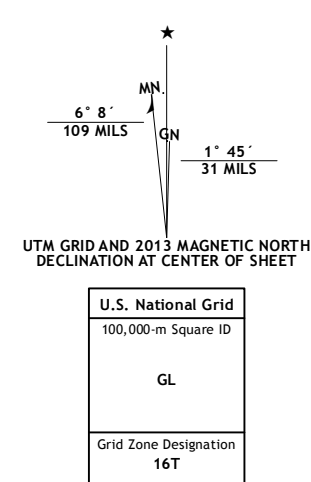 ★
MN.
6° 8´
109 MILS
GN
1° 45´
31 MILS
UTM GRID AND 2013 MAGNETIC NORTH
DECLINATION AT CENTER OF SHEET
U.S. National Grid
100,000-m Square ID
GL
Grid Zone Designation
16T